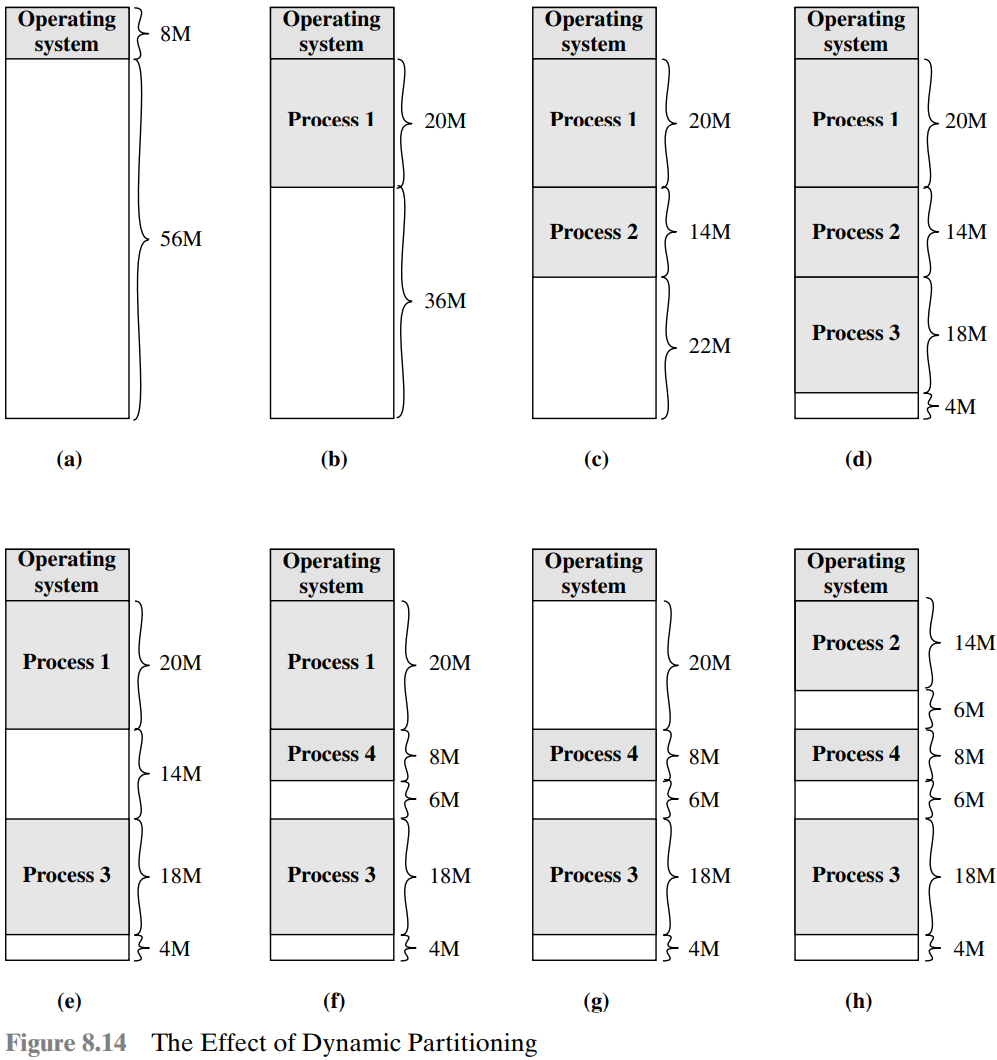 Operating
system
8M
56M
(a)
Operating
system
Process 1
20M
36M
(b)
Operating
system
Process 1
20M
Process 2
14M
22M
(c)
Operating
system
Process 1
20M
Process 2
14M
Process 3
18M
4M
(d)
Operating
system
Process 1
20M
14M
Process 3
18M
4M
(e)
Operating
system
Process 1
20M
Process 4
8M
6M
Process 3
18M
4M
(f)
Operating
system
20M
Process 4
8M
6M
Process 3
18M
4M
(g)
Operating
system
Process 2
14M
6M
Process 4
8M
6M
Process 3
18M
4M
(h)
Figure 8.14 The Effect of Dynamic Partitioning